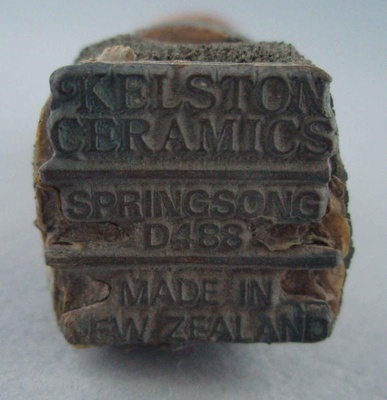 KELSTON
CERAMICS
SPRINGSONG
D488
MADE IN
NEW ZEALAND